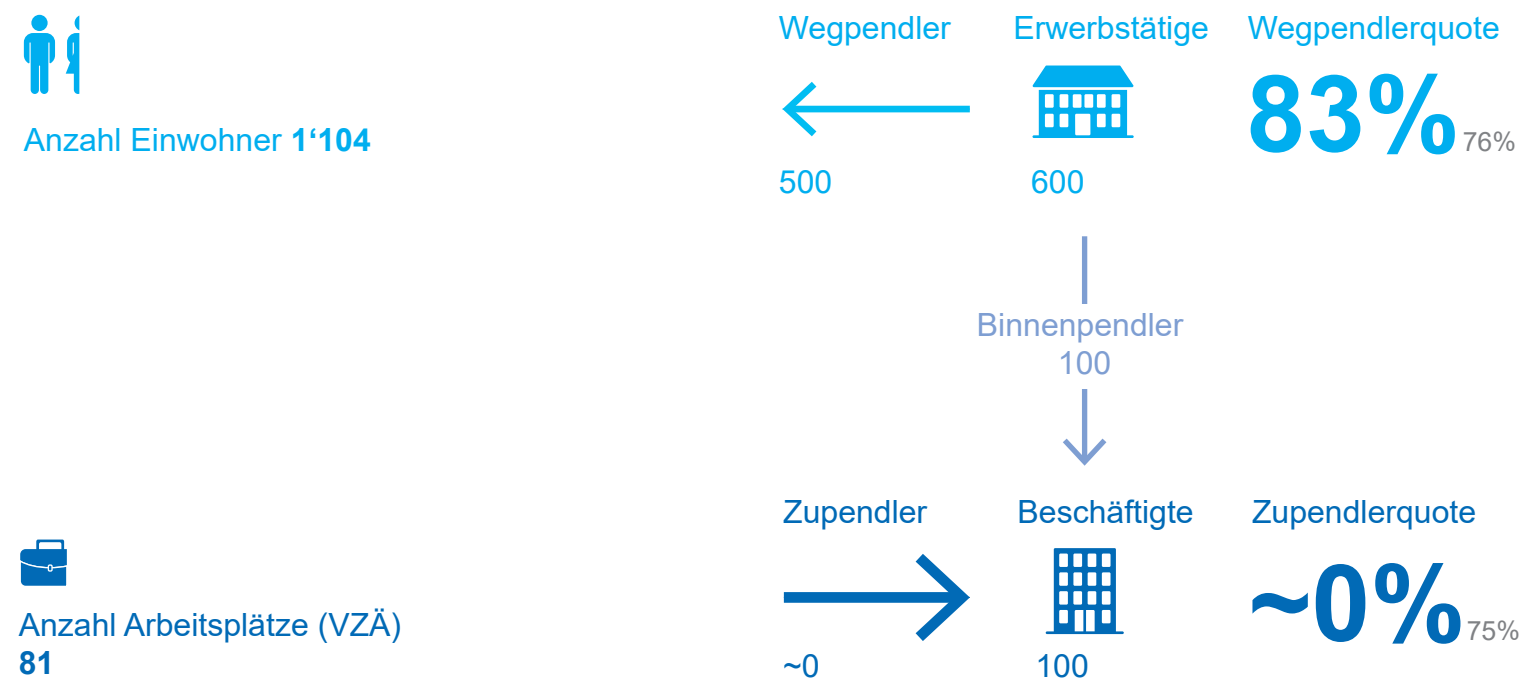 Anzahl Einwohner 1‘104
Wegpendler Erwerbstätige Wegpendlerquote
83% 76%
500 600
Binnenpendler
100
Anzahl Arbeitsplätze (VZÄ)
81
Zupendler Beschäftigte Zupendlerquote
~0% 75%
~0 100